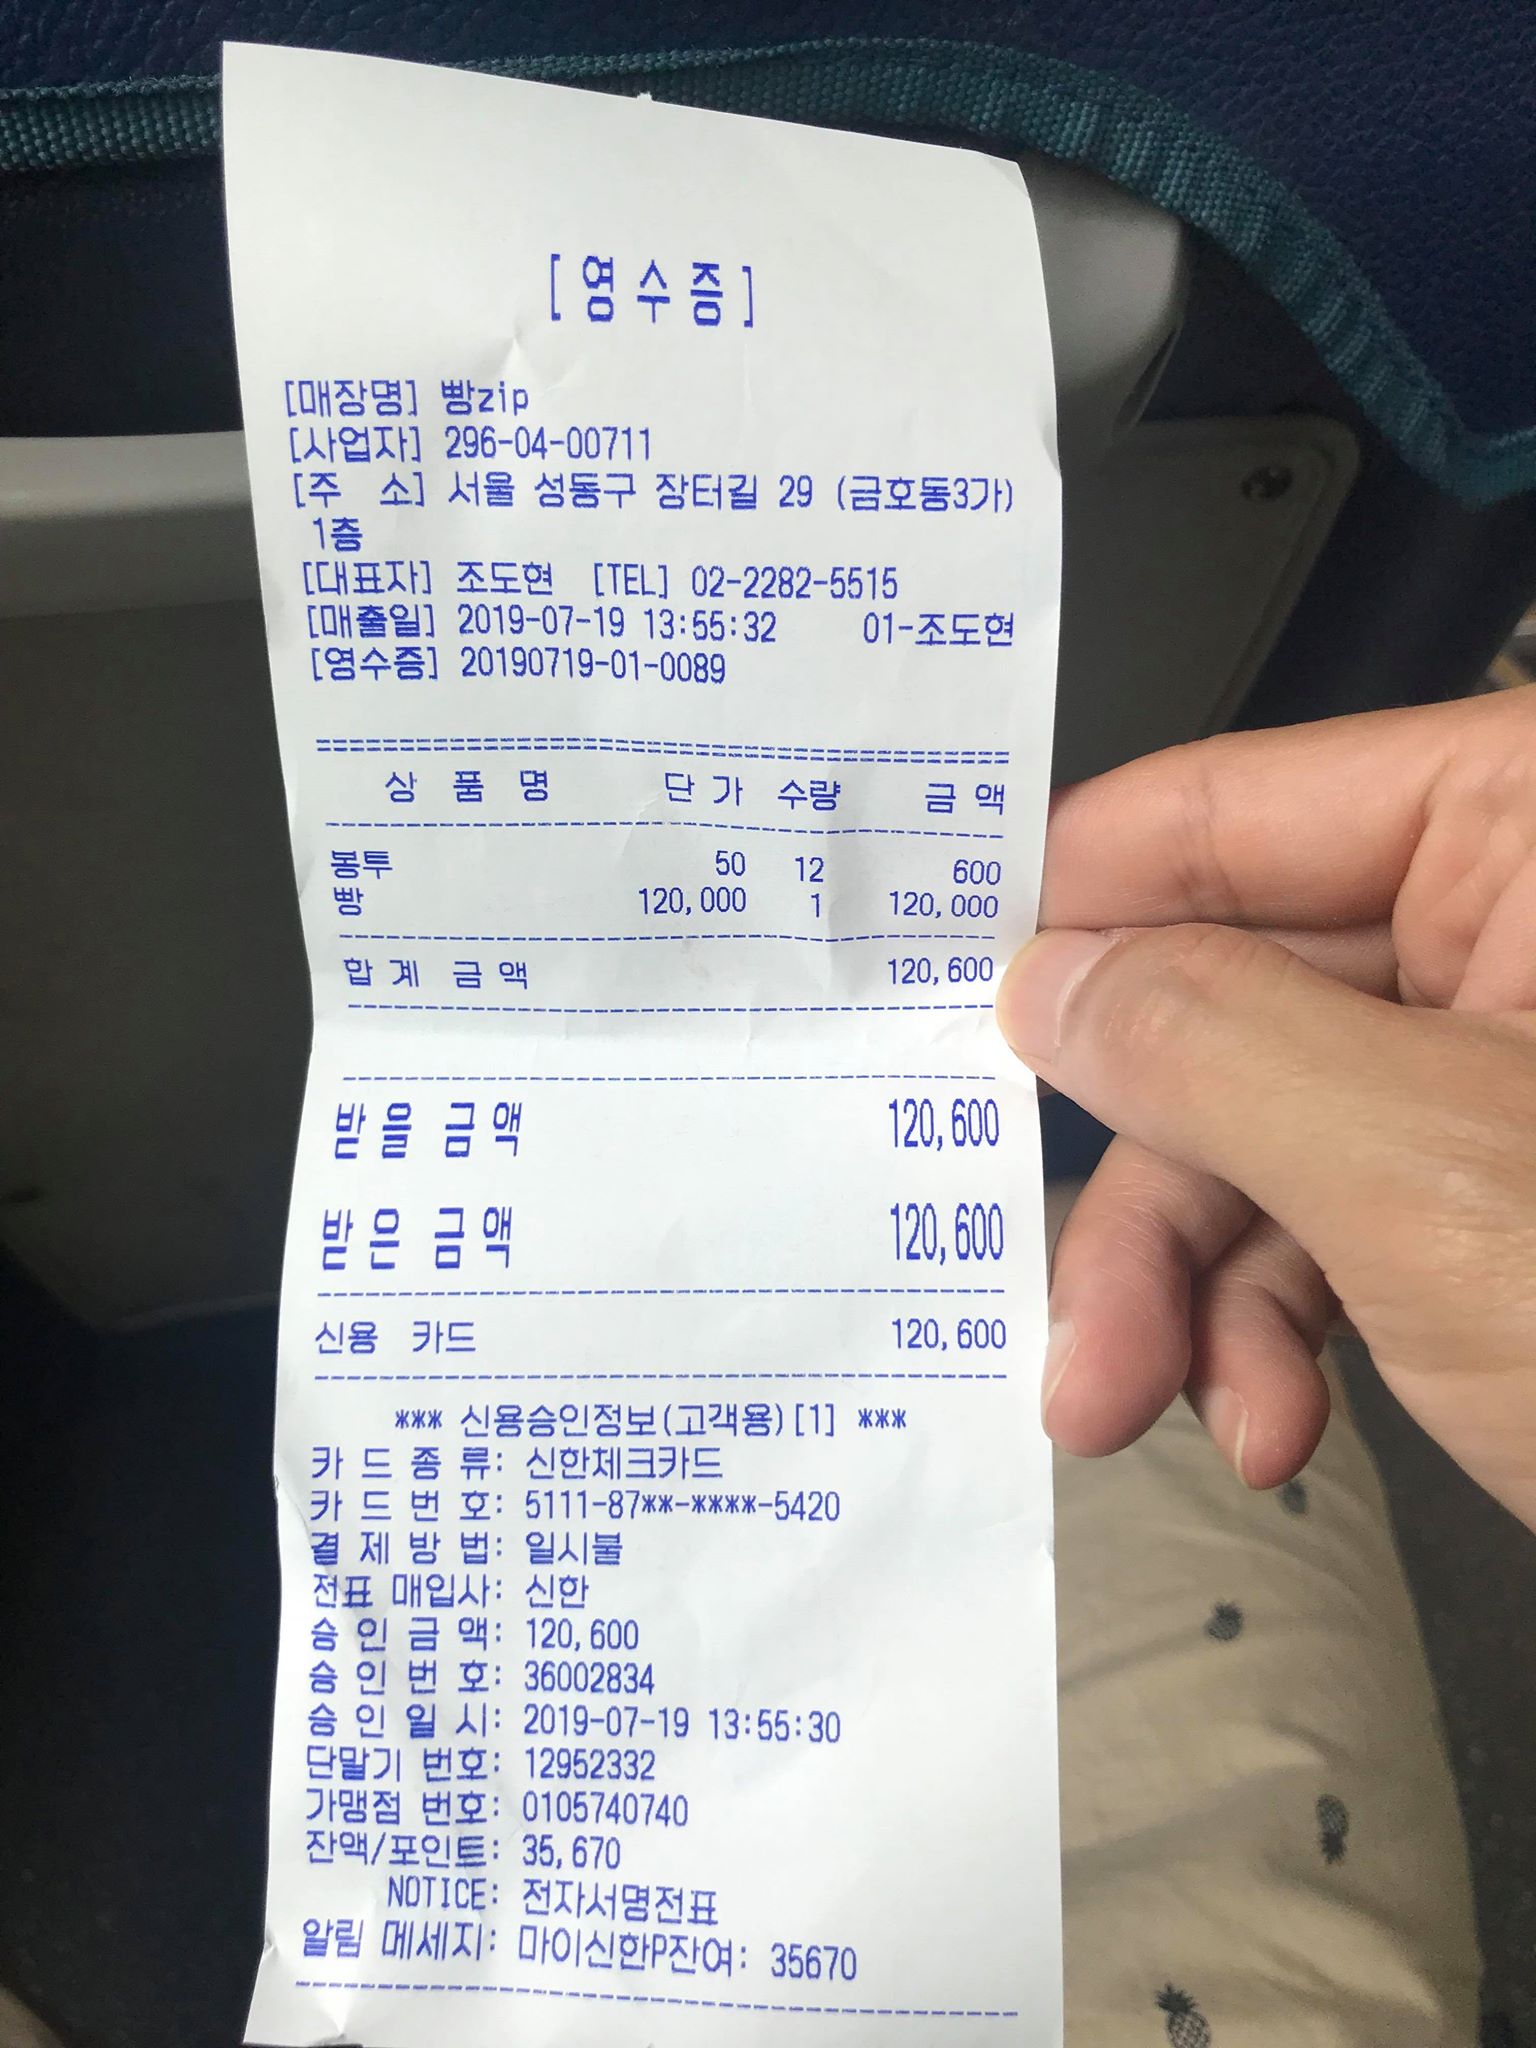 [영수증]
[매장명] 빵zip
[사업자] 296-04-00711
[주 소] 서울 성동구 장터길 29 (금호동3가)
1층
[대표자] 조도현 [TEL] 02-2282-5515
[매출일] 2019-07-19 13:55:32 01-조도현
[영수증] 20190719-01-0089
상 품 명 단 가 수량 금 액
봉투 50 12 600
빵 120,000 1 120,000
합 계 금 액 120,600
받 을 금 액 120,600
받 은 금 액 120,600
신용 카드 120,600
*** 신용승인정보(고객용)[1] ***
카 드 종 류: 신한체크카드
카 드 번 호: 5111-87**-****-5420
결 제 방 법: 일시불
전표 매입사: 신한
승 인 금 액: 120,600
승 인 번 호: 36002834
승 인 일 시: 2019-07-19 13:55:30
단말기 번호: 12952332
가맹점 번호: 0105740740
잔액/포인트: 35,670
NOTICE: 전자서명전표
알림 메세지: 마이신한P잔여: 35670